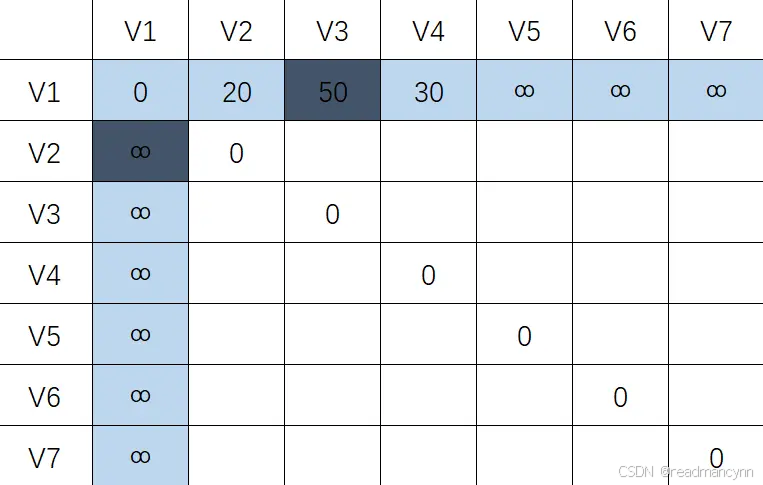 V1 V2 V3 V4 V5 V6 V7
V1 0 20 50 30 ∞ ∞ ∞
V2 ∞ 0
V3 ∞ 0
V4 ∞ 0
V5 ∞ 0
V6 ∞ 0
V7 ∞ 0
CSDN @readmancynn